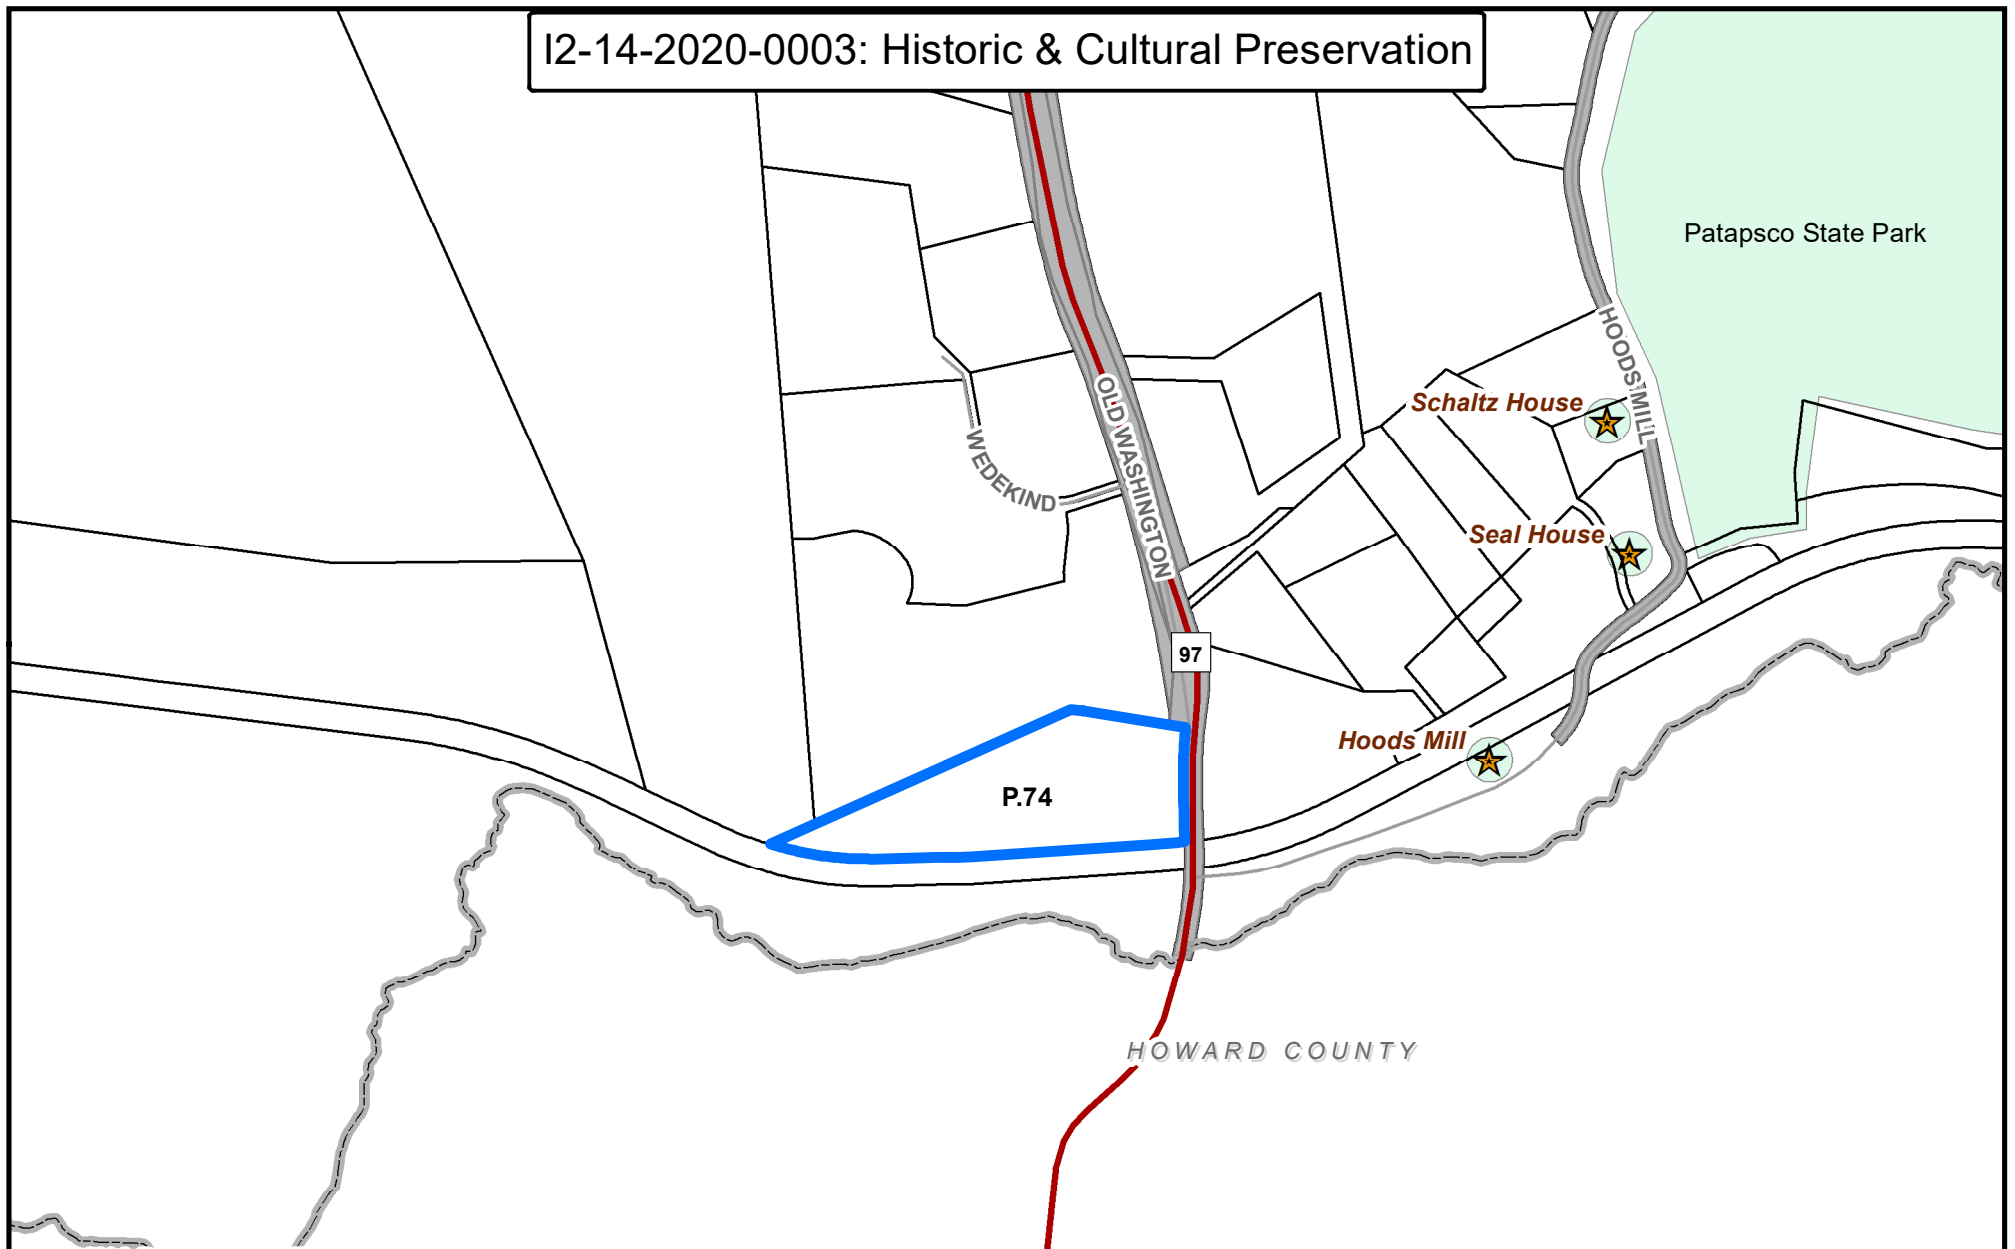 I2-14-2020-0003: Historic & Cultural Preservation
Patapsco State Park
HOODS MILL
OLD WASHINGTON
Schaltz House
WEDEKIND
Seal House
97
Hoods Mill
P.74
HOWARD COUNTY